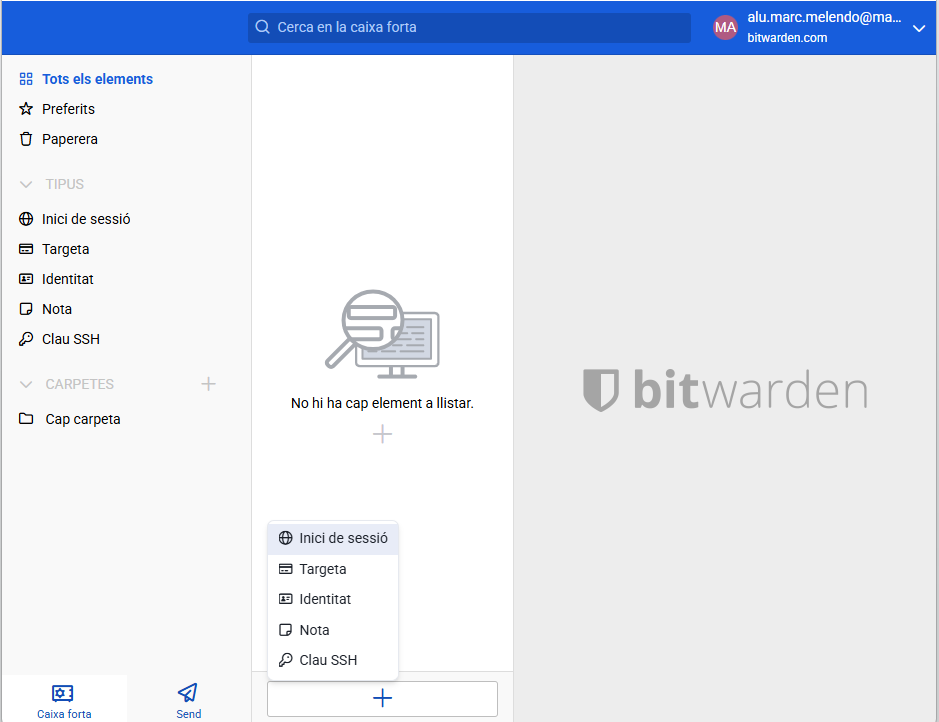 Cerca en la caixa forta
MA
alu.marc.melendo@ma...
bitwarden.com
Tots els elements
Preferits
Paperera
TIPUS
Inici de sessió
Targeta
Identitat
Nota
Clau SSH
CARPETES
Cap carpeta
No hi ha cap element a llistar.
Inici de sessió
Targeta
Identitat
Nota
Clau SSH
bitwarden
Caixa forta
Send